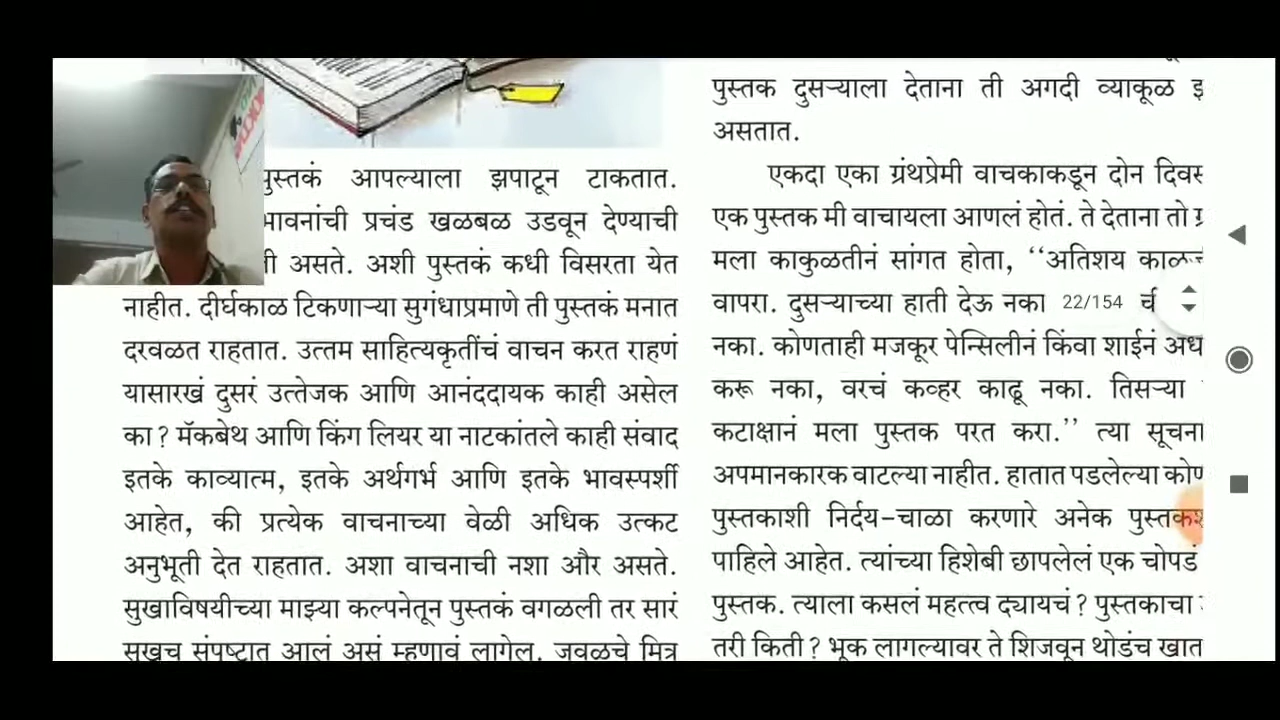 पुस्तकं आपल्याला झपाटून टाकतात.
भावनांची प्रचंड खळबळ उडवून देण्याची
असते. अशी पुस्तकं कधी विसरता येत
नाहीत. दीर्घकाळ टिकणाऱ्या सुगंधाप्रमाणे ती पुस्तकं मनात
दरवळत राहतात. उत्तम साहित्यकृतींचं वाचन करत राहणं
यासारखं दुसरं उत्तेजक आणि आनंददायक काही असेल
का? मॅकबेथ आणि किंग लियर या नाटकांतले काही संवाद
इतके काव्यात्म, इतके अर्थगर्भ आणि इतके भावस्पर्शी
आहेत, की प्रत्येक वाचनाच्या वेळी अधिक उत्कट
अनुभूती देत राहतात. अशा वाचनाची नशा और असते.
सुखाविषयीच्या माझ्या कल्पनेतून पुस्तकं वगळली तर सारं
सुखच संपुष्टात आलं असं म्हणावं लागेल. जवळचे मित्र
पुस्तक दुसऱ्याला देताना ती अगदी व्याकूळ
असतात.
एकदा एका ग्रंथप्रेमी वाचकाकडून दोन
एक पुस्तक मी वाचायला आणलं होतं. ते देताना तो
मला काकुळतीनं सांगत होता, ‘‘अतिशय
वापरा. दुसऱ्याच्या हाती देऊ नका
22/154
नका. कोणताही मजकूर पेन्सिलीनं किंवा शाईनं
करू नका, वरचं कव्हर काढू नका. तिसऱ्या
कटाक्षानं मला पुस्तक परत करा.’’ त्या
अपमानकारक वाटल्या नाहीत. हातात पडलेल्या
पुस्तकाशी निर्दय-चाळा करणारे अनेक
पाहिले आहेत. त्यांच्या हिशेबी छापलेलं एक चोपडं
पुस्तक. त्याला कसलं महत्त्व द्यायचं? पुस्तकाचा
तरी किती? भूक लागल्यावर ते शिजवून थोडंच